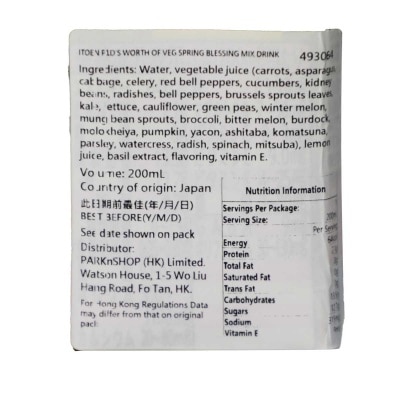 ITOEN F1D'S WORTH OF VEG SPRING BLESSING MIX DRINK
493064
Ingredients: Water, vegetable juice (carrots, asparagus,
cabbage, celery, red bell peppers, cucumbers, kidney
beans, radishes, bell peppers, brussels sprouts leaves,
kale, lettuce, cauliflower, green peas, winter melon,
mung bean sprouts, broccoli, bitter melon, burdock,
molokheiya, pumpkin, yacon, ashitaba, komatsuna,
parsley, watercress, radish, spinach, mitsuba), lemon
juice, basil extract, flavoring, vitamin E.
Volume: 200mL
Country of origin: Japan
此日期前最佳(年/月/日)
BEST BEFORE(Y/M/D)
See date shown on pack
Distributor:
PARKnSHOP (HK) Limited.
Watson House, 1-5 Wo Liu
Hang Road, Fo Tan, HK.
For Hong Kong Regulations Data
may differ from that on original
pack
Nutrition Information
Servings Per Package:
Serving Size:
Per Serving
Energy
Protein
Total Fat
Saturated Fat
Trans Fat
Carbohydrates
Sugars
Sodium
Vitamin E